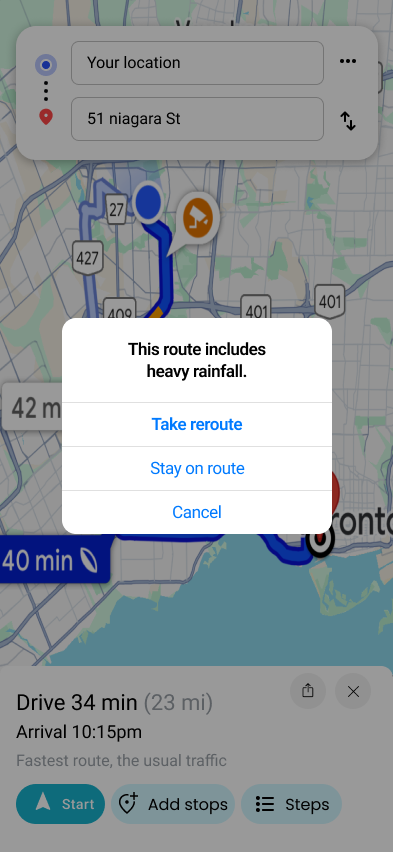 Your location
51 niagara St
27
427
409
401
401
This route includes
heavy rainfall.
42 m
Take reroute
Stay on route
Cancel
ronto
40 min
Drive 34 min (23 mi)
Arrival 10:15pm
Fastest route, the usual traffic
Start
Add stops
Steps